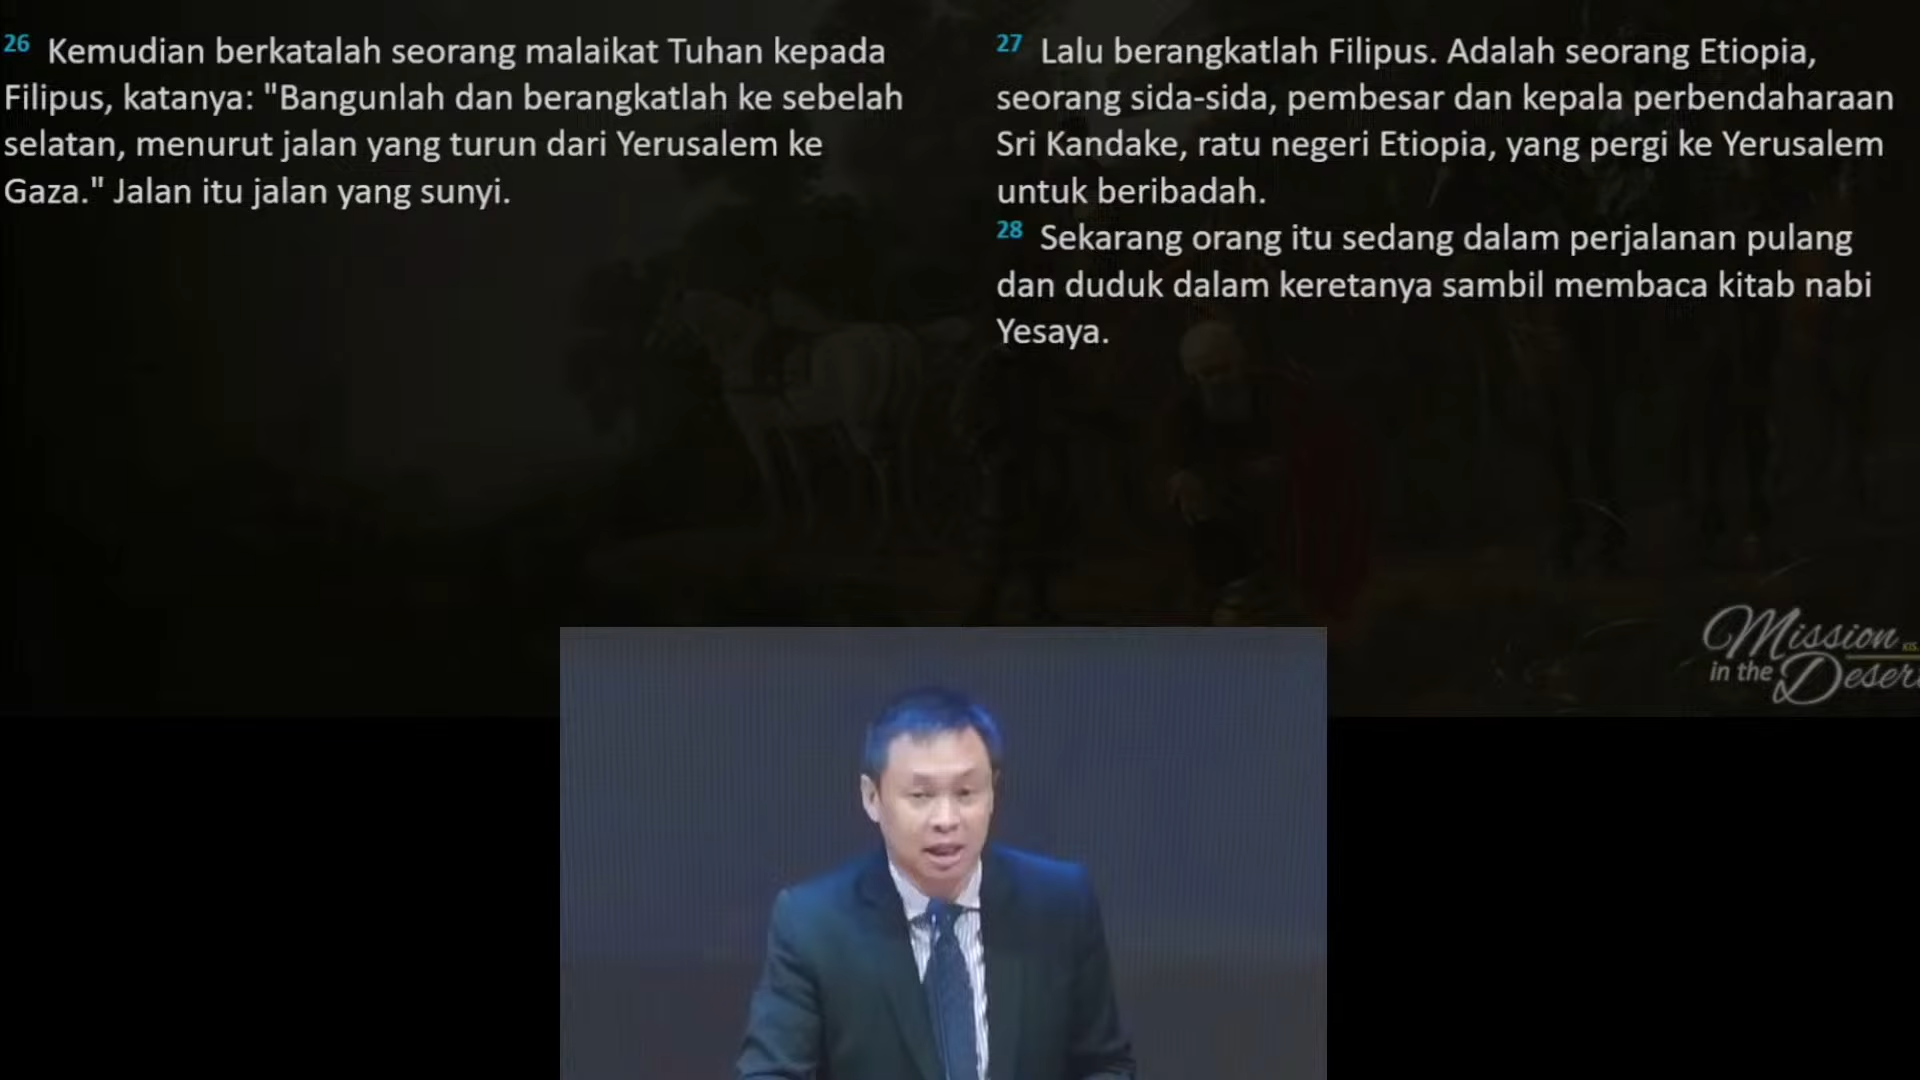 26 Kemudian berkatalah seorang malaikat Tuhan kepada
Filipus, katanya: "Bangunlah dan berangkatlah ke sebelah
selatan, menurut jalan yang turun dari Yerusalem ke
Gaza." Jalan itu jalan yang sunyi.
27 Lalu berangkatlah Filipus. Adalah seorang Etiopia,
seorang sida-sida, pembesar dan kepala perbendaharaan
Sri Kandake, ratu negeri Etiopia, yang pergi ke Yerusalem
untuk beribadah.
28 Sekarang orang itu sedang dalam perjalanan pulang
dan duduk dalam keretanya sambil membaca kitab nabi
Yesaya.
Mission
in the Desert